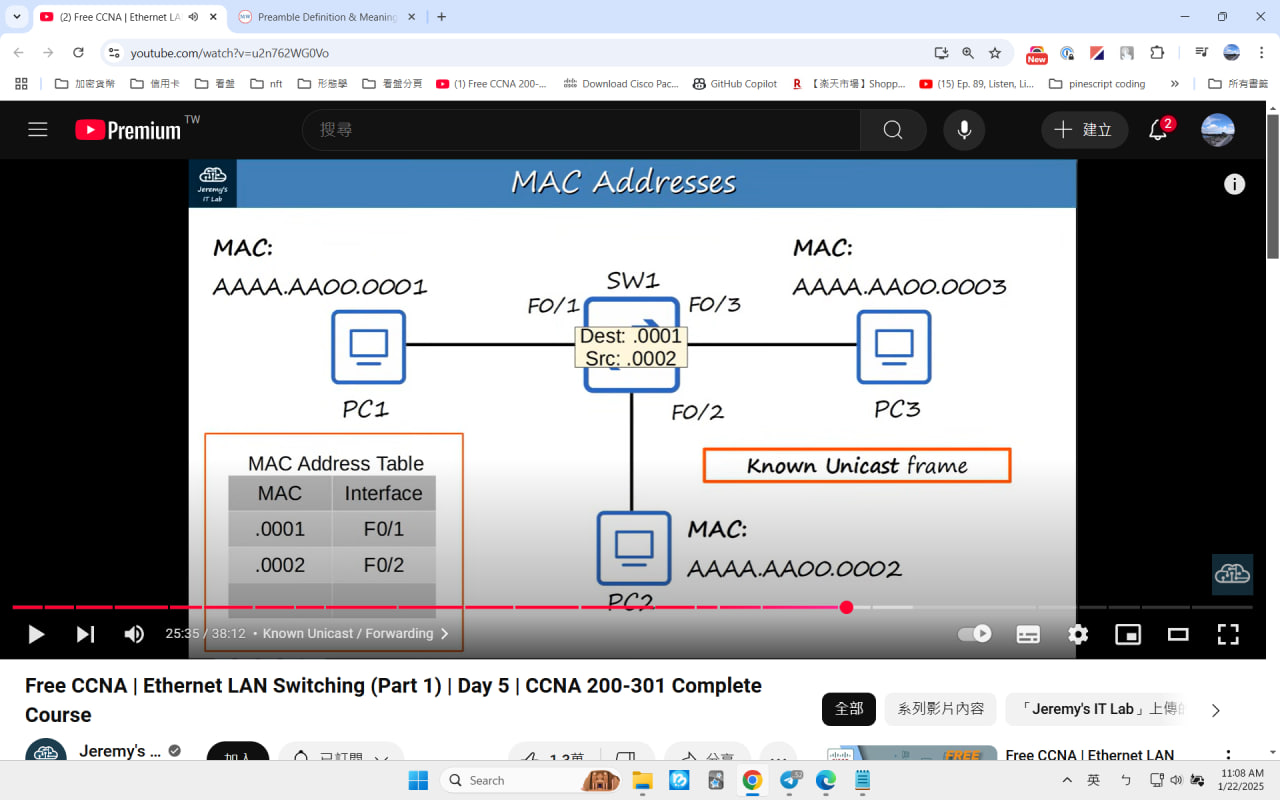 (2) Free CCNA | Ethernet LA
Preamble Definition & Meaning
youtube.com/watch?v=u2n762WG0Vo
New
加密貨幣
信用卡
看盤
nft
形態學
看盤分頁
(1) Free CCNA 200-...
Download Cisco Pac...
GitHub Copilot
R 【楽天市場】Shopp...
(15) Ep. 89, Listen, Li...
pinescript coding
所有書籤
Premium TW
搜尋
建立
2
Jeremy's
IT Lab
MAC Addresses
MAC:
AAAA.AA00.0001
MAC:
AAAA.AA00.0003
SW1
F0/1
F0/3
Dest: .0001
Src: .0002
PC1
F0/2
PC3
MAC Address Table
MAC Interface
.0001 F0/1
.0002 F0/2
Known Unicast frame
MAC:
AAAA.AA00.0002
PC2
25:35 / 38:12 • Known Unicast / Forwarding
Free CCNA | Ethernet LAN Switching (Part 1) | Day 5 | CCNA 200-301 Complete
Course
全部
系列影片內容
「Jeremy's IT Lab」上傳的
Jeremy's ...
加入
已訂閱
1.3萬
分享
FREE
Free CCNA | Ethernet LAN
Search
英
ㄅ
11:08 AM
1/22/2025